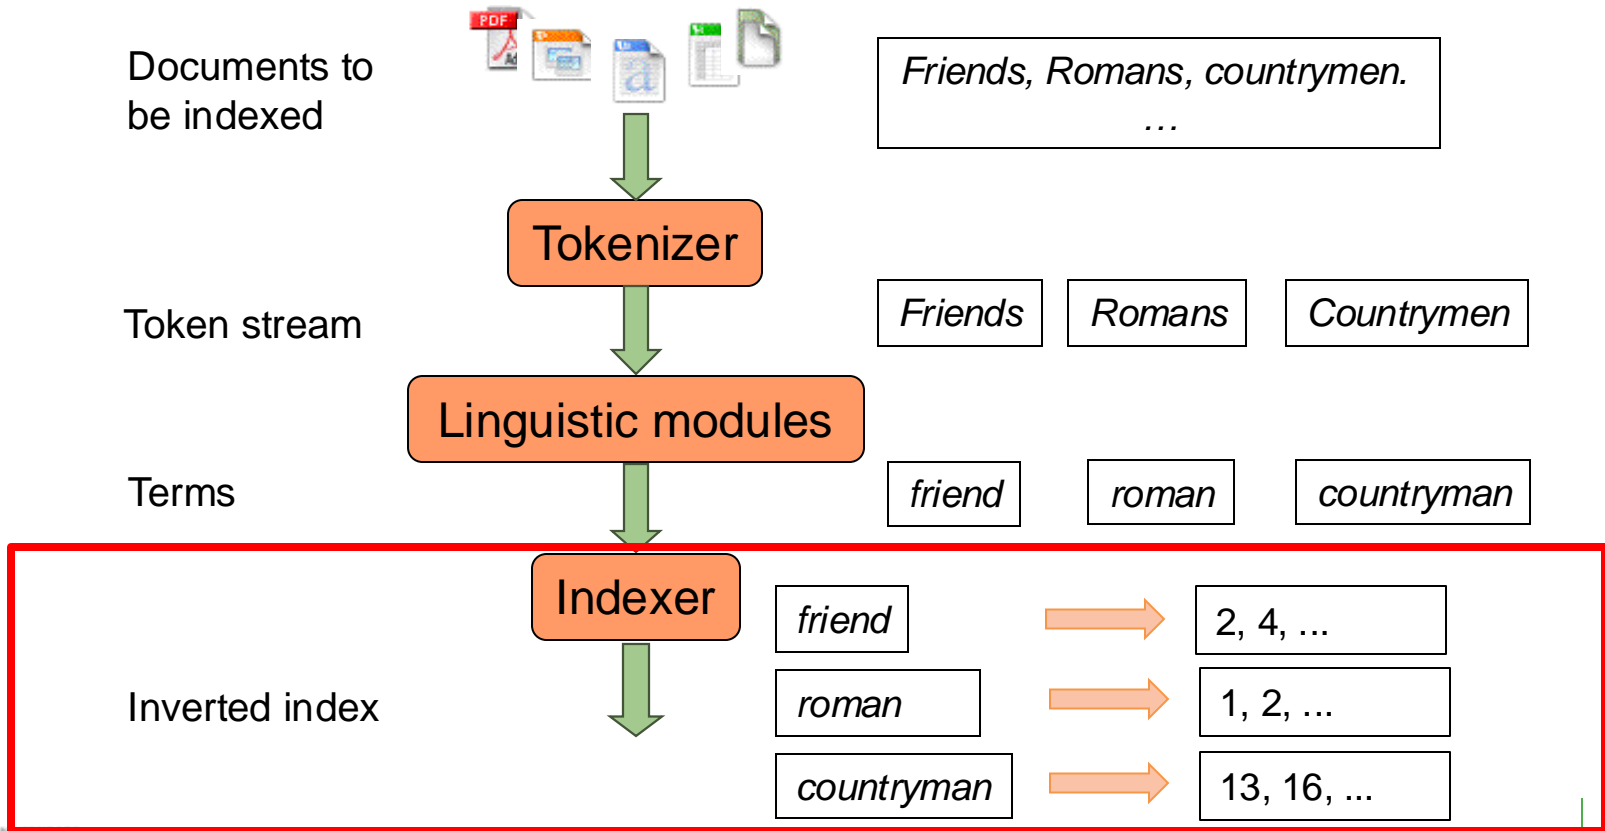 PDF
Documents to
be indexed
Friends, Romans, countrymen.
…
Tokenizer
Token stream
Friends
Romans
Countrymen
Linguistic modules
Terms
friend
roman
countryman
Indexer
friend
2, 4, ...
Inverted index
roman
1, 2, ...
countryman
13, 16, ...